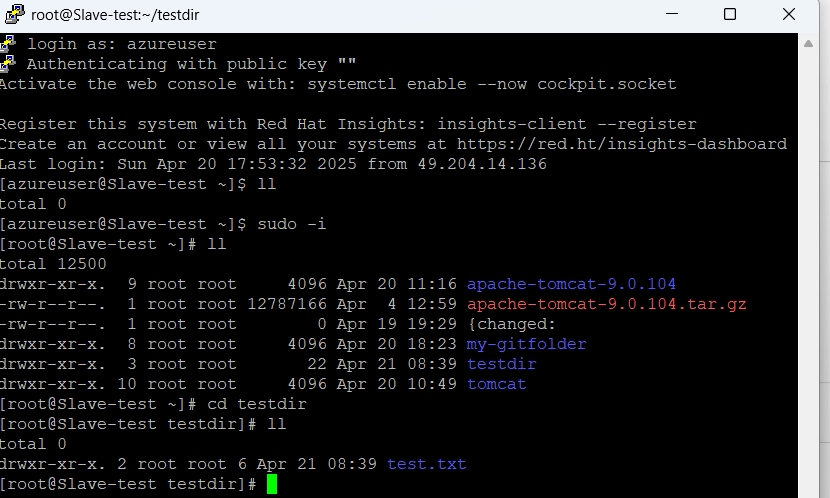 root@Slave-test:~/testdir
login as: azureuser
Authenticating with public key ""
Activate the web console with: systemctl enable --now cockpit.socket
Register this system with Red Hat Insights: insights-client --register
Create an account or view all your systems at https://red.ht/insights-dashboard
Last login: Sun Apr 20 17:53:32 2025 from 49.204.14.136
[azureuser@Slave-test ~]$ ll
total 0
[azureuser@Slave-test ~]$ sudo -i
[root@Slave-test ~]# ll
total 12500
drwxr-xr-x.  9 root root     4096 Apr 20 11:16 apache-tomcat-9.0.104
-rw-r--r--.  1 root root 12787166 Apr  4 12:59 apache-tomcat-9.0.104.tar.gz
-rw-r--r--.  1 root root        0 Apr 19 19:29 {changed:
drwxr-xr-x.  8 root root     4096 Apr 20 18:23 my-gitfolder
drwxr-xr-x.  3 root root       22 Apr 21 08:39 testdir
drwxr-xr-x. 10 root root     4096 Apr 20 10:49 tomcat
[root@Slave-test ~]# cd testdir
[root@Slave-test testdir]# ll
total 0
drwxr-xr-x. 2 root root 6 Apr 21 08:39 test.txt
[root@Slave-test testdir]#